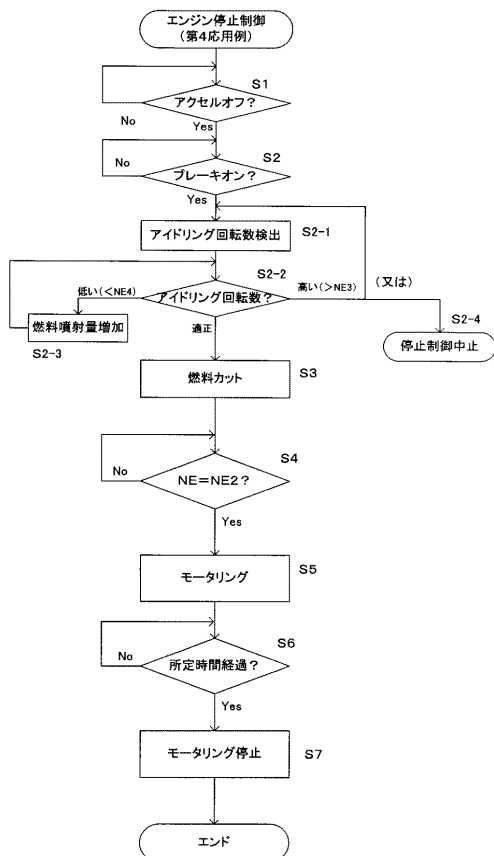 エンジン停止制御
(第4応用例)
S1
アクセルオフ?
No
Yes
S2
No
ブレーキオン?
Yes
アイドリング回転数検出
S2-1
S2-2
低い(<NE4)
アイドリング回転数?
高い(>NE3)
(又は)
S2-4
燃料噴射量増加
適正
停止制御中止
S2-3
燃料カット
S3
S4
No
NE=NE2?
Yes
モータリング
S5
S6
No
所定時間経過?
Yes
モータリング停止
S7
エンド